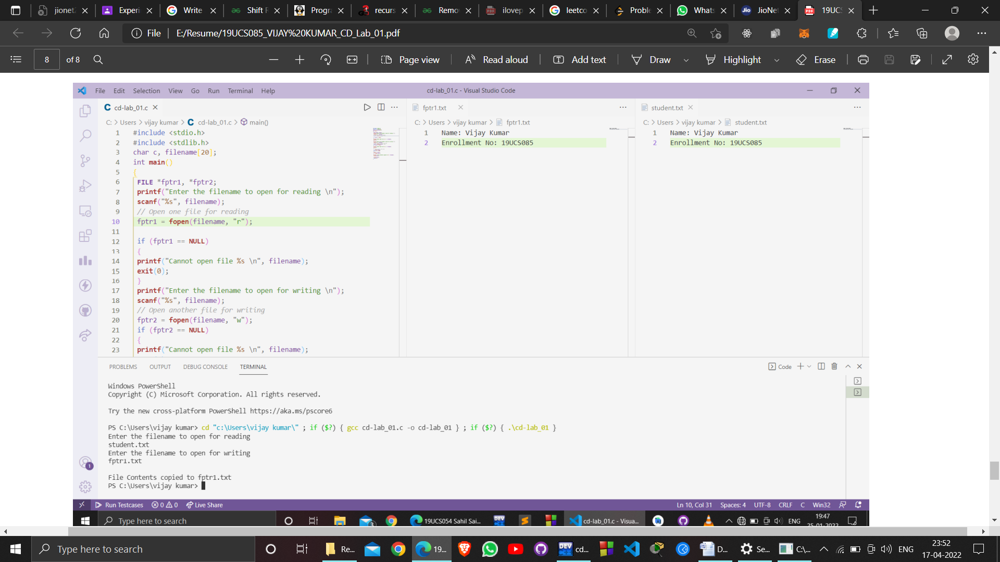 jionet
Experi
Write
Shift F
Progra
recurs
Remo
ilovep
leetco
Proble
Whats
JioNet
19UCS
File E:/Resume/19UCS085_VIJAY%20KUMAR_CD_Lab_01.pdf
8 of 8 Page view Read aloud Add text Draw Highlight Erase
File Edit Selection View Go Run Terminal Help cd-lab_01.c - Visual Studio Code
cd-lab_01.c
C: > Users > vijay kumar > C cd-lab_01.c > main()
1 #include <stdio.h>
2 #include <stdlib.h>
3 char c, filename[20];
4 int main()
5 {
6 FILE *fptr1, *fptr2;
7 printf("Enter the filename to open for reading \n");
8 scanf("%s", filename);
9 // Open one file for reading
10 fptr1 = fopen(filename, "r");
11
12 if (fptr1 == NULL)
13 {
14 printf("Cannot open file %s \n", filename);
15 exit(0);
16 }
17 printf("Enter the filename to open for writing \n");
18 scanf("%s", filename);
19 // Open another file for writing
20 fptr2 = fopen(filename, "w");
21 if (fptr2 == NULL)
22 {
23 printf("Cannot open file %s \n", filename);
fptr1.txt
C: > Users > vijay kumar > fptr1.txt
1 Name: Vijay Kumar
2 Enrollment No: 19UCS085
student.txt
C: > Users > vijay kumar > student.txt
1 Name: Vijay Kumar
2 Enrollment No: 19UCS085
PROBLEMS OUTPUT DEBUG CONSOLE TERMINAL Code
Windows PowerShell
Copyright (C) Microsoft Corporation. All rights reserved.
Try the new cross-platform PowerShell https://aka.ms/pscore6
PS C:\Users\vijay kumar> cd "c:\Users\vijay kumar\" ; if ($?) { gcc cd-lab_01.c -o cd-lab_01 } ; if ($?) { .\cd-lab_01 }
Enter the filename to open for reading
student.txt
Enter the filename to open for writing
fptr1.txt
File Contents copied to fptr1.txt
PS C:\Users\vijay kumar>
1
Run Testcases 0 0 Live Share Ln 10, Col 31 Spaces: 4 UTF-8 CRLF C Win32
Type here to search 3 19UCS054 Sahil Sai... DEV cd-lab_01.c - Visua... ENG 19:47
25-01-2022
Type here to search Re... 19... DEV cd... D... Se... C:\... ENG 23:52
17-04-2022